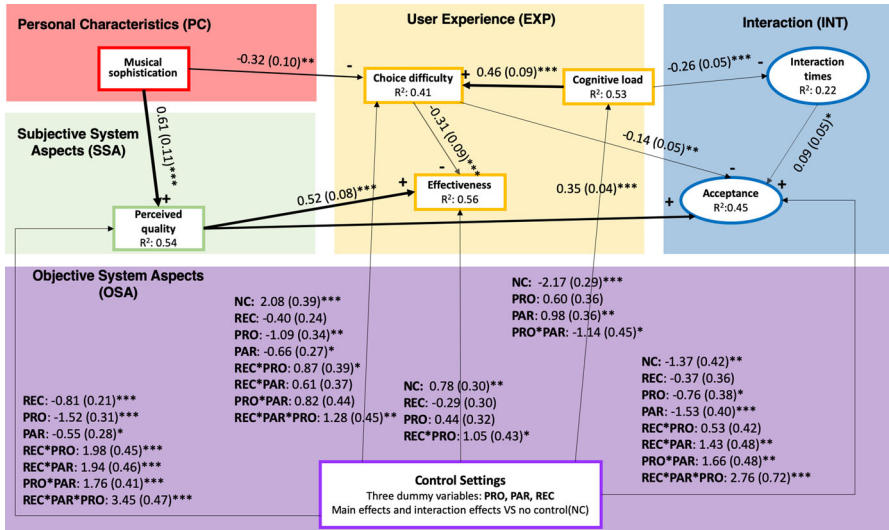 Personal Characteristics (PC)
User Experience (EXP)
Interaction (INT)
Musical
sophistication
-0.32 (0.10)**
-
Choice difficulty
R²: 0.41
+
0.46 (0.09)***
Cognitive load
R²: 0.53
-0.26 (0.05)***
-
Interaction
times
R²: 0.22
0.61 (0.11)***
+
Subjective System
Aspects (SSA)
-0.31 (0.09)***
-
-0.14 (0.05)**
-
0.09 (0.05)*
+
Perceived
quality
R²: 0.54
0.52 (0.08)***
+
Effectiveness
R²: 0.56
0.35 (0.04)***
+
Acceptance
R²:0.45
Objective System Aspects
(OSA)
REC: -0.81 (0.21)***
PRO: -1.52 (0.31)***
PAR: -0.55 (0.28)*
REC*PRO: 1.98 (0.45)***
REC*PAR: 1.94 (0.46)***
PRO*PAR: 1.76 (0.41)***
REC*PAR*PRO: 3.45 (0.47)***
NC: 2.08 (0.39)***
REC: -0.40 (0.24)
PRO: -1.09 (0.34)**
PAR: -0.66 (0.27)*
REC*PRO: 0.87 (0.39)*
REC*PAR: 0.61 (0.37)
PRO*PAR: 0.82 (0.44)
REC*PAR*PRO: 1.28 (0.45)**
NC: 0.78 (0.30)**
REC: -0.29 (0.30)
PRO: 0.44 (0.32)
REC*PRO: 1.05 (0.43)*
NC: -2.17 (0.29)***
PRO: 0.60 (0.36)
PAR: 0.98 (0.36)**
PRO*PAR: -1.14 (0.45)*
NC: -1.37 (0.42)**
REC: -0.37 (0.36)
PRO: -0.76 (0.38)*
PAR: -1.53 (0.40)***
REC*PRO: 0.53 (0.42)
REC*PAR: 1.43 (0.48)**
PRO*PAR: 1.66 (0.48)**
REC*PAR*PRO: 2.76 (0.72)***
Control Settings
Three dummy variables: PRO, PAR, REC
Main effects and interaction effects VS no control(NC)